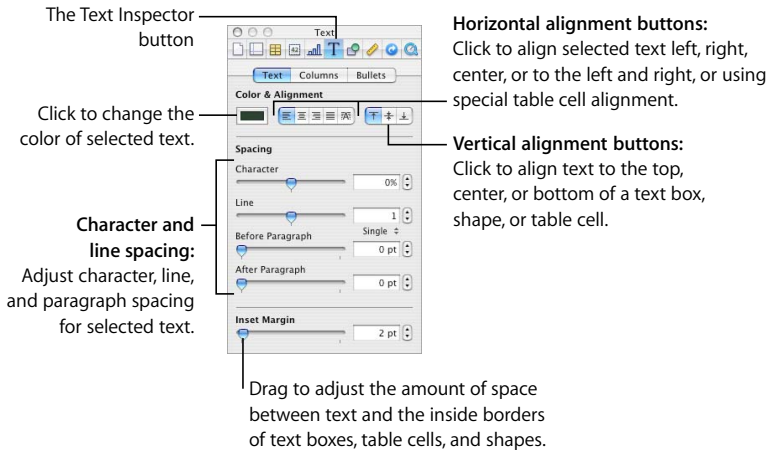 The Text Inspector
button
Click to change the
color of selected text.
Character and
line spacing:
Adjust character, line,
and paragraph spacing
for selected text.
Text
42
T
Text Columns Bullets
Color & Alignment
Spacing
Character
0%
Line
1
Single
Before Paragraph
0 pt
After Paragraph
0 pt
Inset Margin
2 pt
Horizontal alignment buttons:
Click to align selected text left, right,
center, or to the left and right, or using
special table cell alignment.
Vertical alignment buttons:
Click to align text to the top,
center, or bottom of a text box,
shape, or table cell.
Drag to adjust the amount of space
between text and the inside borders
of text boxes, table cells, and shapes.